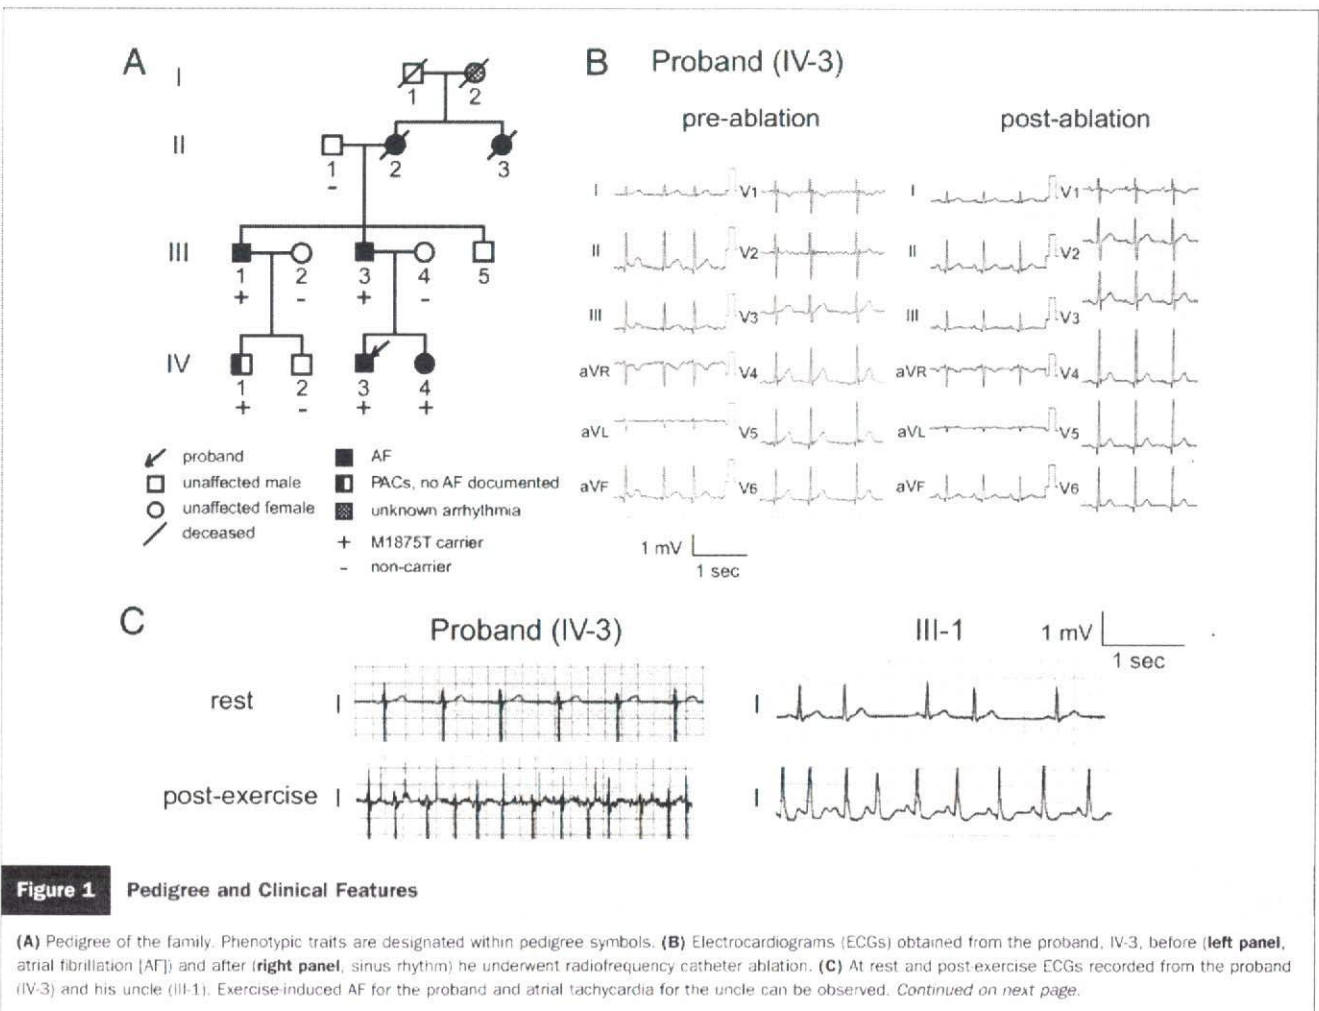 A
I
1 2
II
1 2 3
-
III
1 2 3 4 5
+ - + -
IV
1 2 3 4
+ - + +
proband
unaffected male
unaffected female
deceased
AF
PACs, no AF documented
unknown arrhythmia
+ M1875T carrier
- non-carrier
B Proband (IV-3)
pre-ablation post-ablation
I V1 I V1
II V2 II V2
III V3 III V3
aVR V4 aVR V4
aVL V5 aVL V5
aVF V6 aVF V6
1 mV
1 sec
C
Proband (IV-3) III-1 1 mV
1 sec
rest I I
post-exercise I I
Figure 1 Pedigree and Clinical Features
(A) Pedigree of the family. Phenotypic traits are designated within pedigree symbols. (B) Electrocardiograms (ECGs) obtained from the proband, IV-3, before (left panel,
atrial fibrillation [AF]) and after (right panel, sinus rhythm) he underwent radiofrequency catheter ablation. (C) At rest and post-exercise ECGs recorded from the proband
(IV-3) and his uncle (III-1). Exercise-induced AF for the proband and atrial tachycardia for the uncle can be observed. Continued on next page.